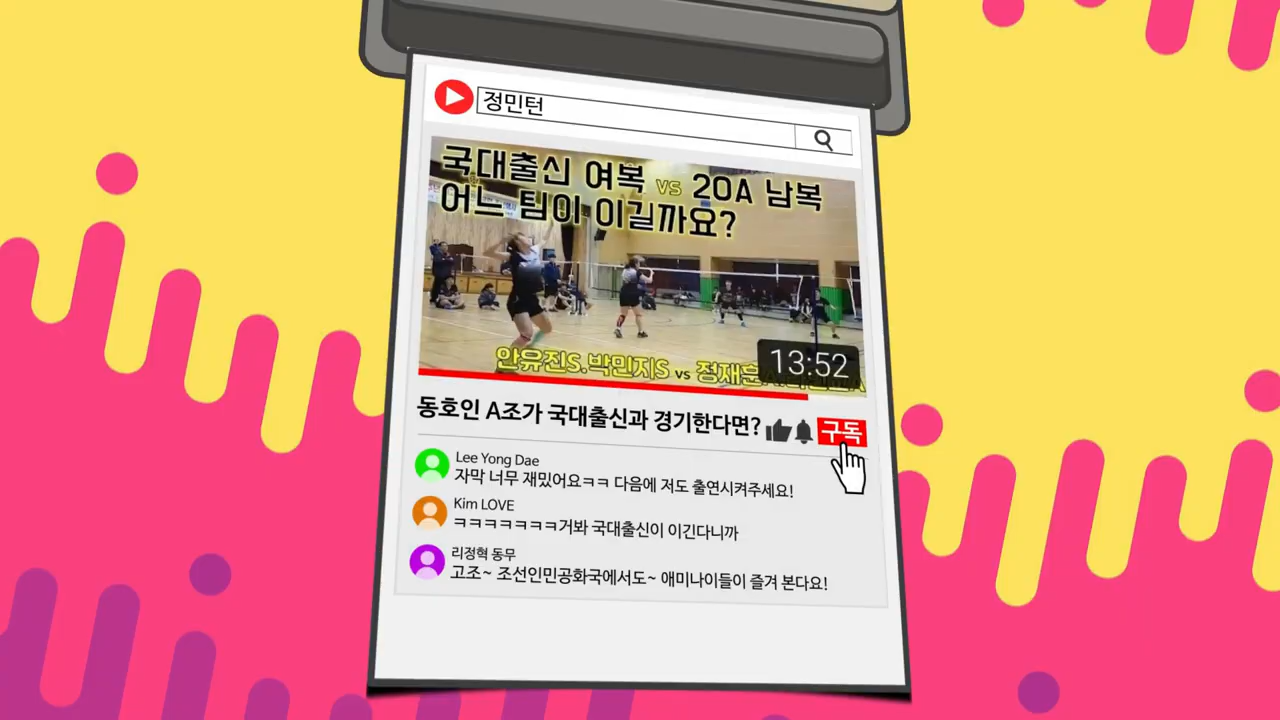 정민턴
국대출신 여복 vs 20A 남복
어느 팀이 이길까요?
안유진S.박민지S vs 정재훈
13:52
동호인 A조가 국대출신과 경기한다면?
구독
Lee Yong Dae
자막 너무 재밌어요ㅋㅋ 다음에 저도 출연시켜주세요!
Kim LOVE
ㅋㅋㅋㅋㅋㅋㅋ거봐 국대출신이 이긴다니까
리정혁 동무
고조~ 조선인민공화국에서도~ 애미나이들이 즐겨 본다요!